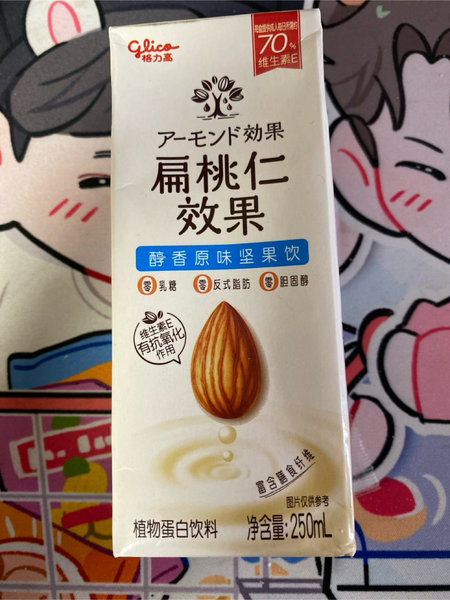 glico
格力高
每盒提供成人每日所需约
70%
维生素E
アーモンド効果
扁桃仁
效果
醇香原味坚果饮
零 乳糖 零 反式脂肪 零 胆固醇
维生素E
有抗氧化
作用
富含膳食纤维
图片仅供参考
植物蛋白饮料 净含量:250mL